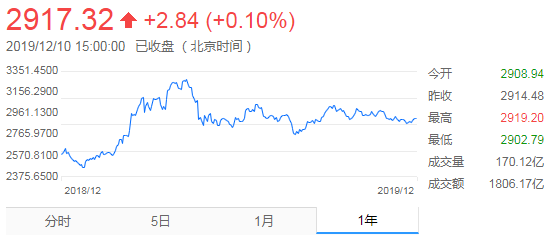 2917.32 +2.84 (+0.10%)
2019/12/10 15:00:00 已收盘 (北京时间)
3351.4500
3156.2900
2961.1300
2765.9700
2570.8100
2375.6500
2018/12 2019/12
今开 2908.94
昨收 2914.48
最高 2919.20
最低 2902.79
成交量 170.12亿
成交额 1806.17亿
分时 5日 1月 1年